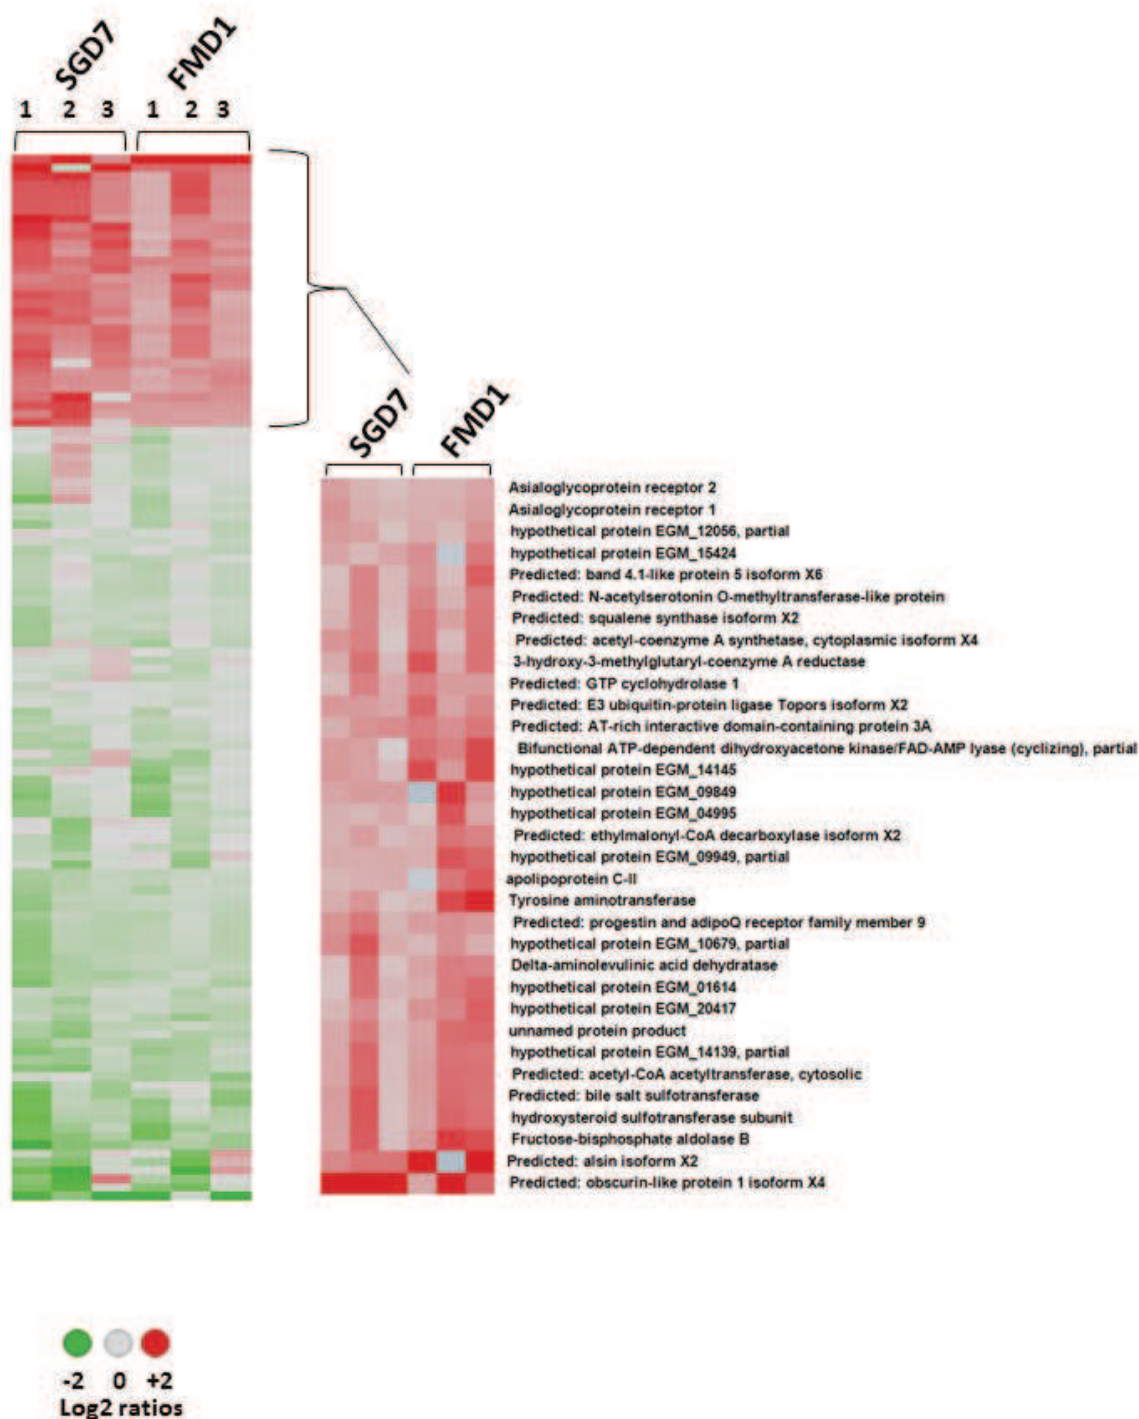 SGD7 FMD1
1 2 3 1 2 3
SGD7 FMD1
Asialoglycoprotein receptor 2
Asialoglycoprotein receptor 1
hypothetical protein EGM_12056, partial
hypothetical protein EGM_15424
Predicted: band 4.1-like protein 5 isoform X6
Predicted: N-acetylserotonin O-methyltransferase-like protein
Predicted: squalene synthase isoform X2
Predicted: acetyl-coenzyme A synthetase, cytoplasmic isoform X4
3-hydroxy-3-methylglutaryl-coenzyme A reductase
Predicted: GTP cyclohydrolase 1
Predicted: E3 ubiquitin-protein ligase Topors isoform X2
Predicted: AT-rich interactive domain-containing protein 3A
Bifunctional ATP-dependent dihydroxyacetone kinase/FAD-AMP lyase (cyclizing), partial
hypothetical protein EGM_14145
hypothetical protein EGM_09849
hypothetical protein EGM_04995
Predicted: ethylmalonyl-CoA decarboxylase isoform X2
hypothetical protein EGM_09949, partial
apolipoprotein C-II
Tyrosine aminotransferase
Predicted: progestin and adipoQ receptor family member 9
hypothetical protein EGM_10679, partial
Delta-aminolevulinic acid dehydratase
hypothetical protein EGM_01614
hypothetical protein EGM_20417
unnamed protein product
hypothetical protein EGM_14139, partial
Predicted: acetyl-CoA acetyltransferase, cytosolic
Predicted: bile salt sulfotransferase
hydroxysteroid sulfotransferase subunit
Fructose-bisphosphate aldolase B
Predicted: alsin isoform X2
Predicted: obscurin-like protein 1 isoform X4
-2 0 +2
Log2 ratios